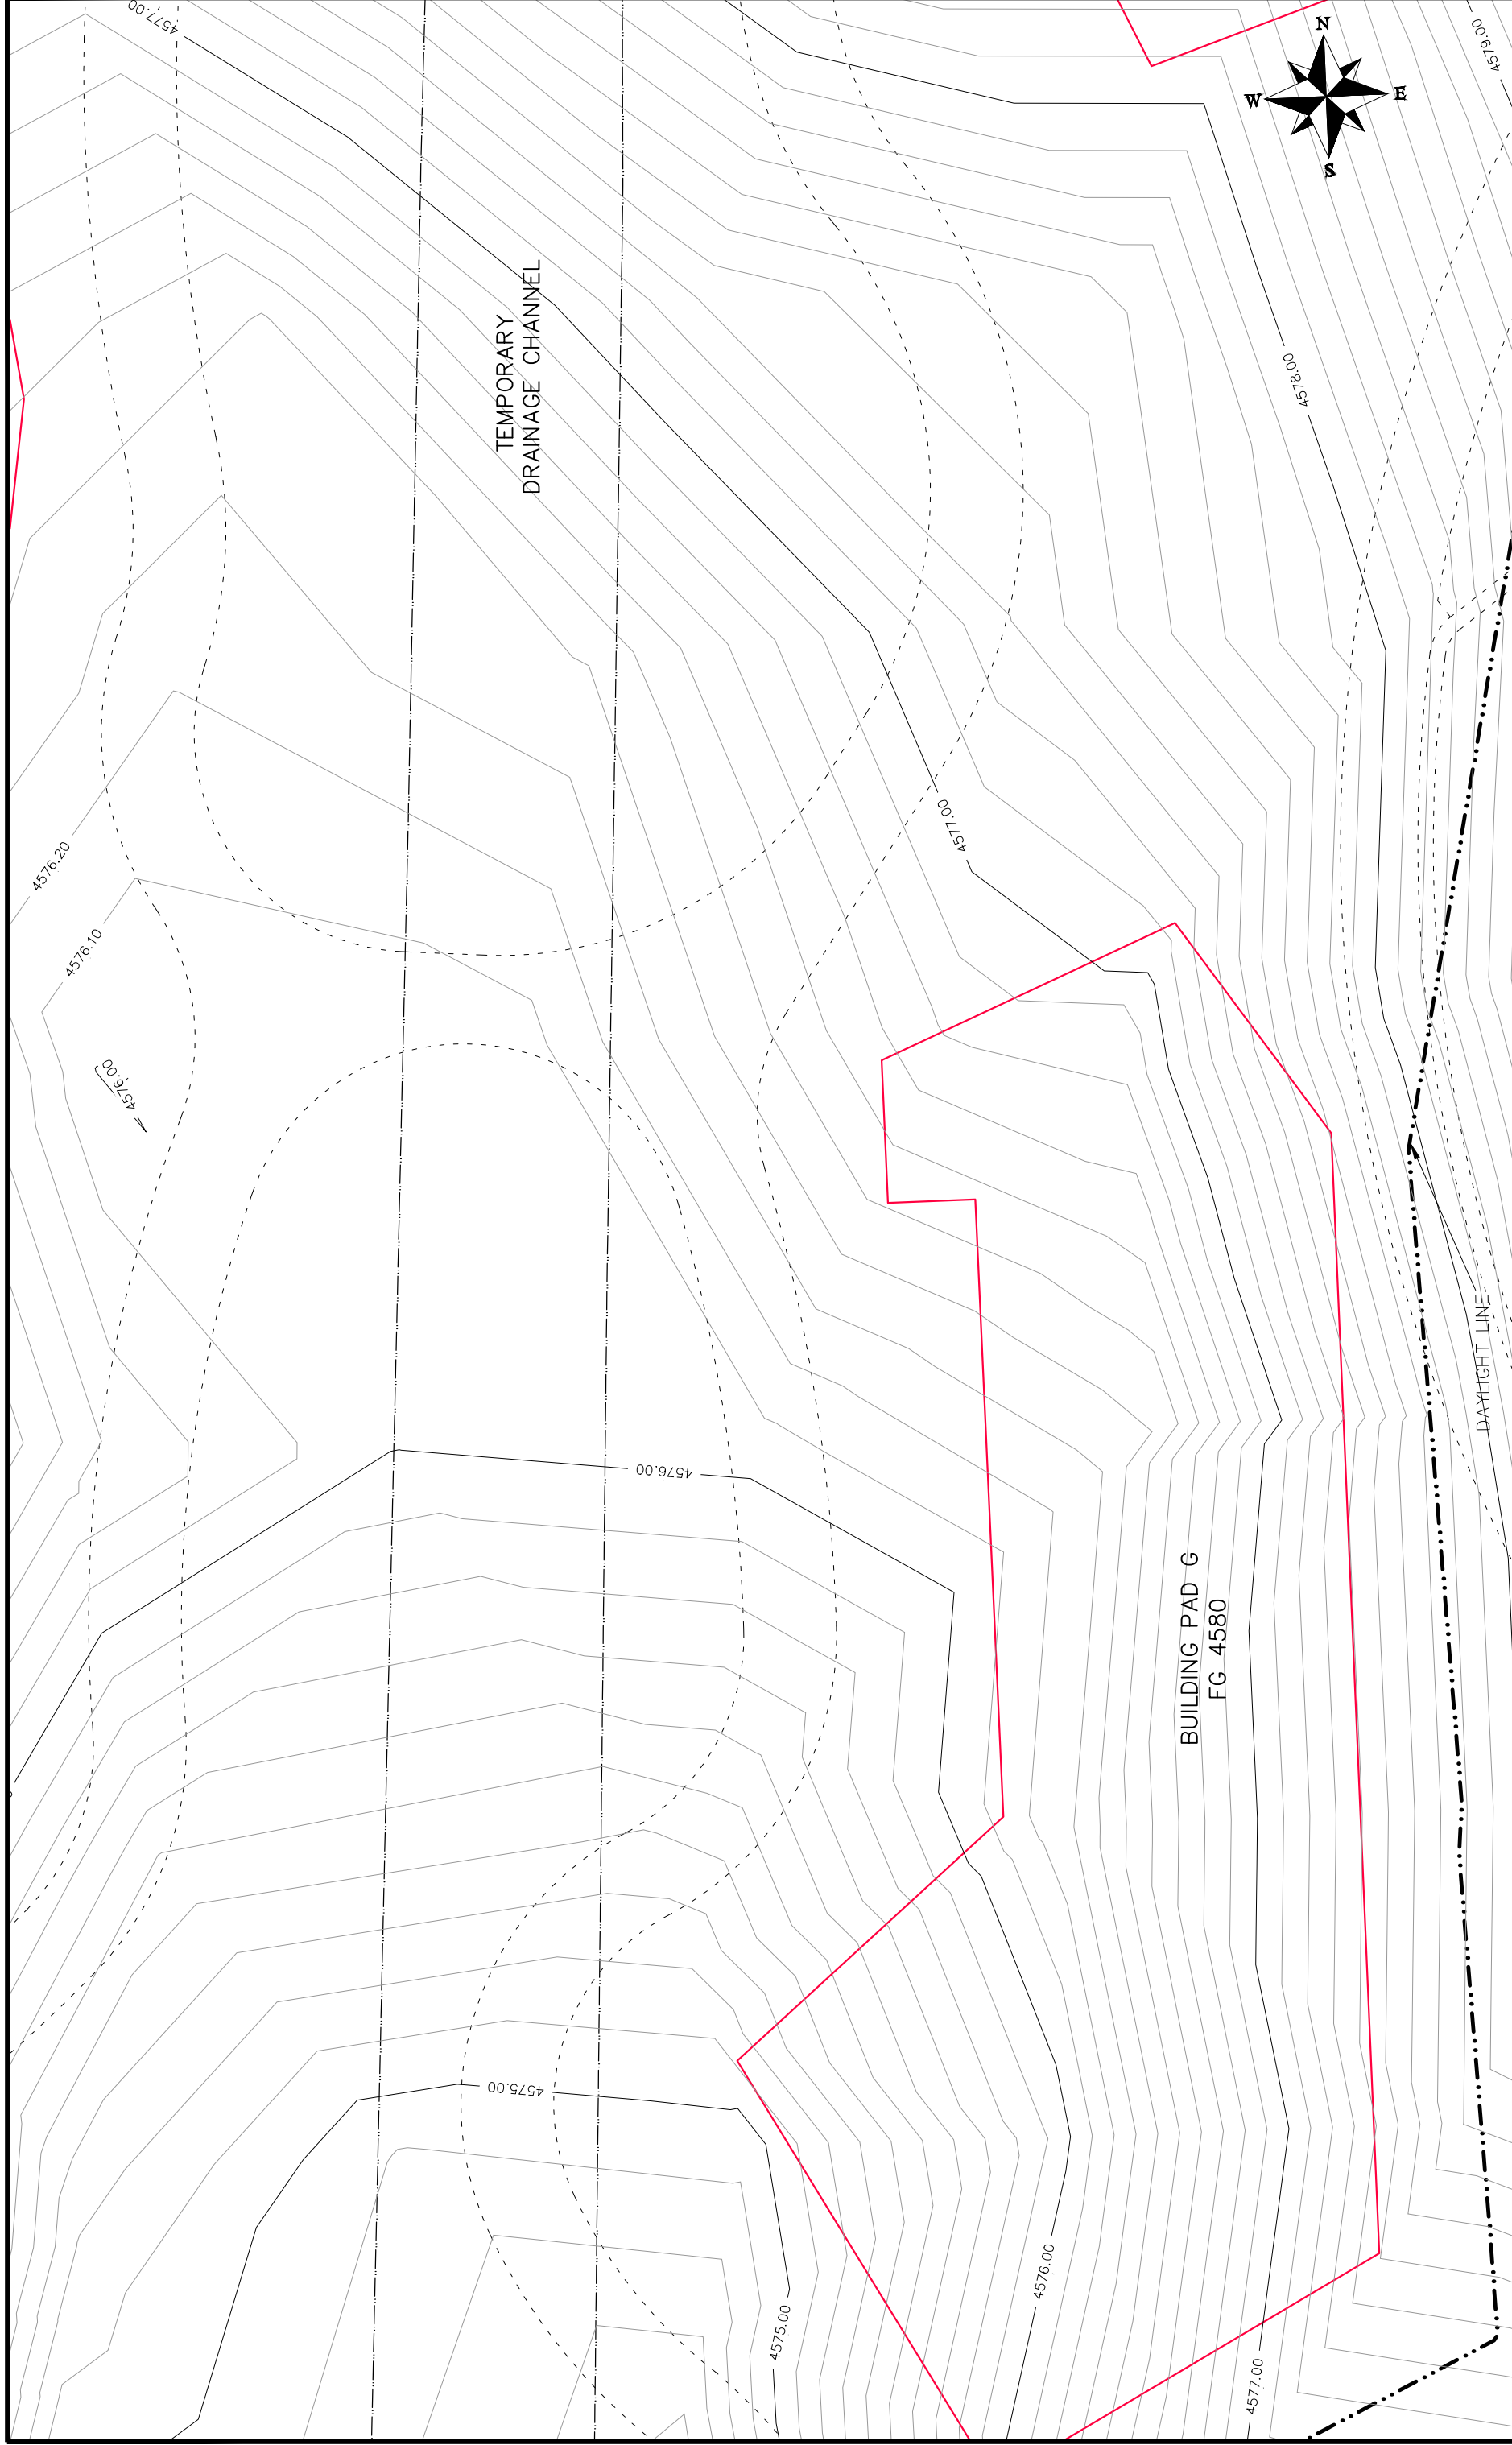 4577.00
4579.00
N
W
E
S
TEMPORARY
DRAINAGE CHANNEL
4578.00
4577.00
4576.20
4576.10
4576.00
DAYLIGHT LINE
4576.00
BUILDING PAD G
FG 4580
4575.00
4576.00
4575.00
4577.00